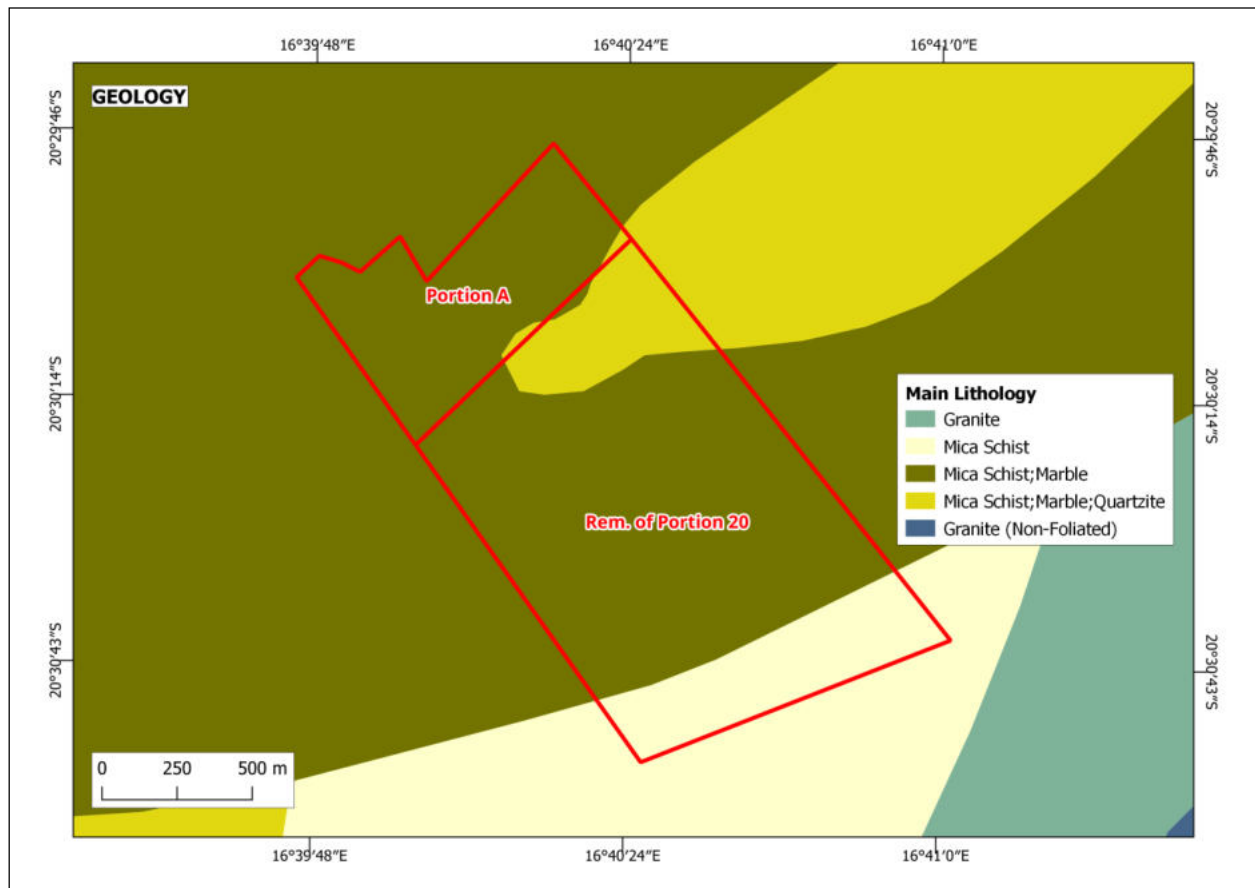 16°39′48″E
16°40′24″E
16°41′0″E
GEOLOGY
20°29′46″S
20°29′46″S
Portion A
20°30′14″S
20°30′14″S
Main Lithology
Granite
Mica Schist
Mica Schist;Marble
Mica Schist;Marble;Quartzite
Granite (Non-Foliated)
Rem. of Portion 20
20°30′43″S
20°30′43″S
0 250 500 m
16°39′48″E
16°40′24″E
16°41′0″E